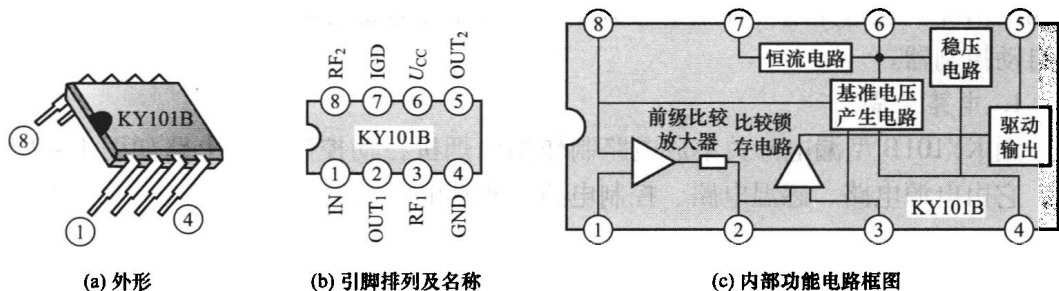 ⑧
KY101B
①
④
(a) 外形
RF₂
IGD
U_CC
OUT₂
⑧ ⑦ ⑥ ⑤
KY101B
① ② ③ ④
IN
OUT₁
RF₁
GND
(b) 引脚排列及名称
⑧ ⑦ ⑥ ⑤
恒流电路
稳压
电路
基准电压
产生电路
前级比较
放大器
比较锁
存电路
驱动
输出
KY101B
① ② ③ ④
(c) 内部功能电路框图